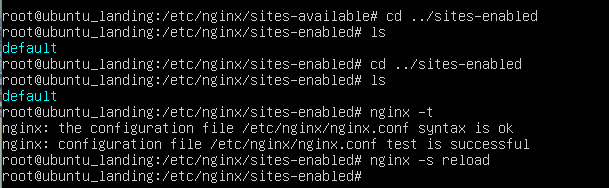 root@ubuntu_landing:/etc/nginx/sites-available# cd ../sites-enabled
root@ubuntu_landing:/etc/nginx/sites-enabled# ls
default
root@ubuntu_landing:/etc/nginx/sites-enabled# cd ../sites-enabled
root@ubuntu_landing:/etc/nginx/sites-enabled# ls
default
root@ubuntu_landing:/etc/nginx/sites-enabled# nginx -t
nginx: the configuration file /etc/nginx/nginx.conf syntax is ok
nginx: configuration file /etc/nginx/nginx.conf test is successful
root@ubuntu_landing:/etc/nginx/sites-enabled# nginx -s reload
root@ubuntu_landing:/etc/nginx/sites-enabled#